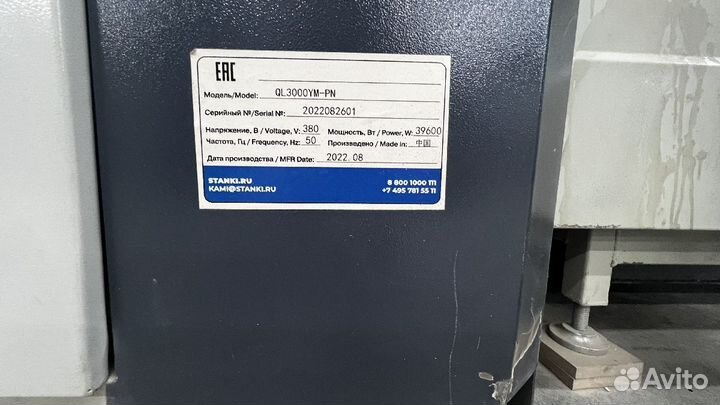 EAC
Модель/Model: QL3000YM-PN
Серийный №/Serial №: 2022082601
Напряжение, В / Voltage, V: 380 Мощность, Вт / Power, W: 39600
Частота, Гц / Frequency, Hz: 50 Произведено / Made in: 中国
Дата производства / MFR Date: 2022.08
STANKI.RU 8 800 1000 111
KAMI@STANKI.RU +7 495 781 55 11
Avito